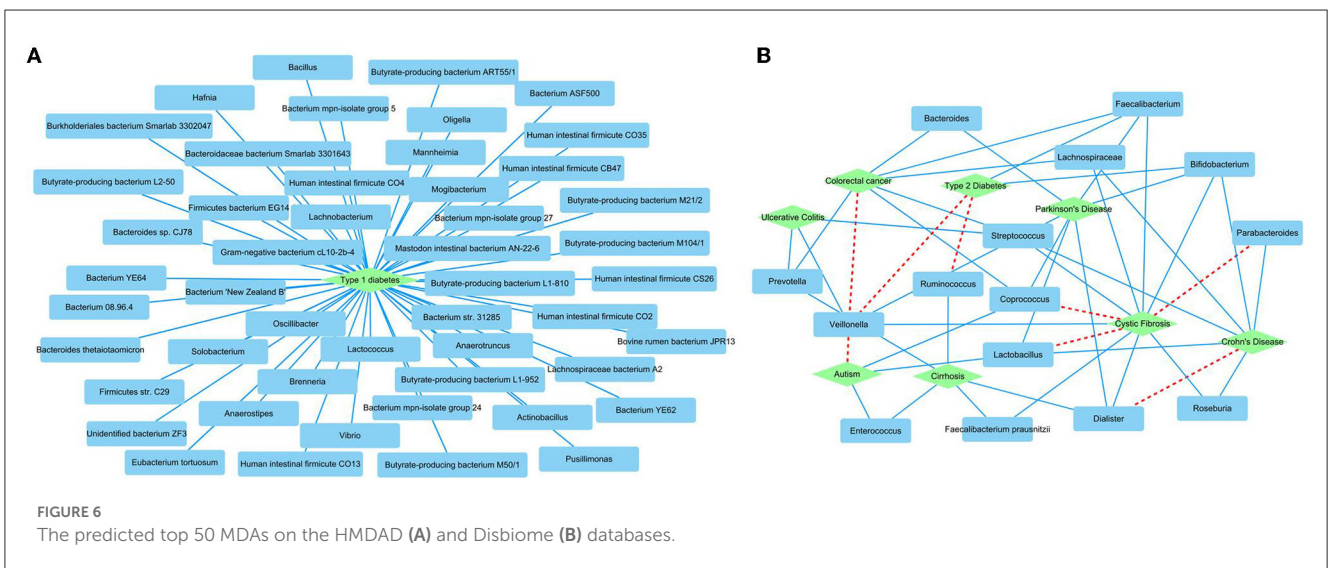 A
Bacillus
Butyrate-producing bacterium ART55/1
Hafnia
Bacterium mpn-isolate group 5
Bacterium ASF500
Burkholderiales bacterium Smarlab 3302047
Oligella
Human intestinal firmicute CO35
Bacteroidaceae bacterium Smarlab 3301643
Mannheimia
Human intestinal firmicute CB47
Butyrate-producing bacterium L2-50
Human intestinal firmicute CO4
Mogibacterium
Firmicutes bacterium EG14
Lachnobacterium
Bacterium mpn-isolate group 27
Butyrate-producing bacterium M21/2
Bacteroides sp. CJ78
Gram-negative bacterium cL10-2b-4
Mastodon intestinal bacterium AN-22-6
Butyrate-producing bacterium M104/1
Bacterium YE64
Type 1 diabetes
Butyrate-producing bacterium L1-810
Human intestinal firmicute CS26
Bacterium 'New Zealand B'
Bacterium 08.96.4
Oscillibacter
Bacterium str. 31285
Human intestinal firmicute CO2
Bacteroides thetaiotaomicron
Solobacterium
Lactococcus
Anaerotruncus
Bovine rumen bacterium JPR13
Firmicutes str. C29
Brenneria
Butyrate-producing bacterium L1-952
Lachnospiraceae bacterium A2
Anaerostipes
Bacterium mpn-isolate group 24
Actinobacillus
Bacterium YE62
Unidentified bacterium ZF3
Vibrio
Eubacterium tortuosum
Human intestinal firmicute CO13
Butyrate-producing bacterium M50/1
Pusillimonas
B
Faecalibacterium
Bacteroides
Lachnospiraceae
Bifidobacterium
Colorectal cancer
Type 2 Diabetes
Ulcerative Colitis
Parkinson's Disease
Streptococcus
Parabacteroides
Prevotella
Ruminococcus
Coprococcus
Veillonella
Cystic Fibrosis
Lactobacillus
Crohn's Disease
Autism
Cirrhosis
Enterococcus
Faecalibacterium prausnitzii
Dialister
Roseburia
FIGURE 6
The predicted top 50 MDAs on the HMDAD (A) and Disbiome (B) databases.